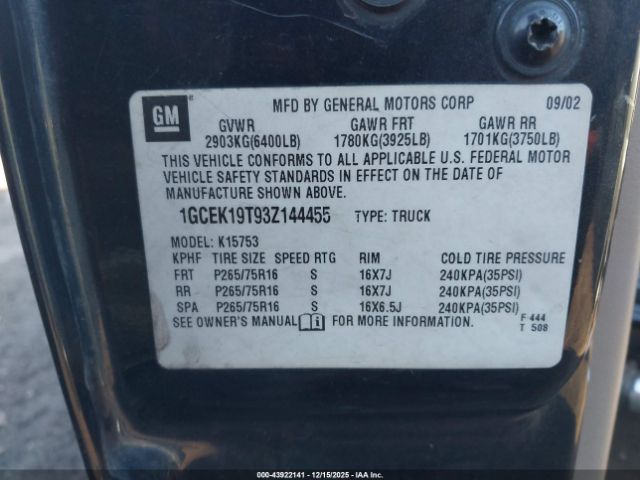 GM ®
MFD BY GENERAL MOTORS CORP 09/02
GVWR GAWR FRT GAWR RR
2903KG(6400LB) 1780KG(3925LB) 1701KG(3750LB)
THIS VEHICLE CONFORMS TO ALL APPLICABLE U.S. FEDERAL MOTOR
VEHICLE SAFETY STANDARDS IN EFFECT ON THE DATE OF
MANUFACTURE SHOWN ABOVE.
1GCEK19T93Z144455 TYPE: TRUCK
MODEL: K15753
KPHF TIRE SIZE SPEED RTG RIM COLD TIRE PRESSURE
FRT P265/75R16 S 16X7J 240KPA(35PSI)
RR P265/75R16 S 16X7J 240KPA(35PSI)
SPA P265/75R16 S 16X6.5J 240KPA(35PSI)
SEE OWNER'S MANUAL FOR MORE INFORMATION.
F 444
T 508
000-43922141 - 12/15/2025 - IAAI, Inc.